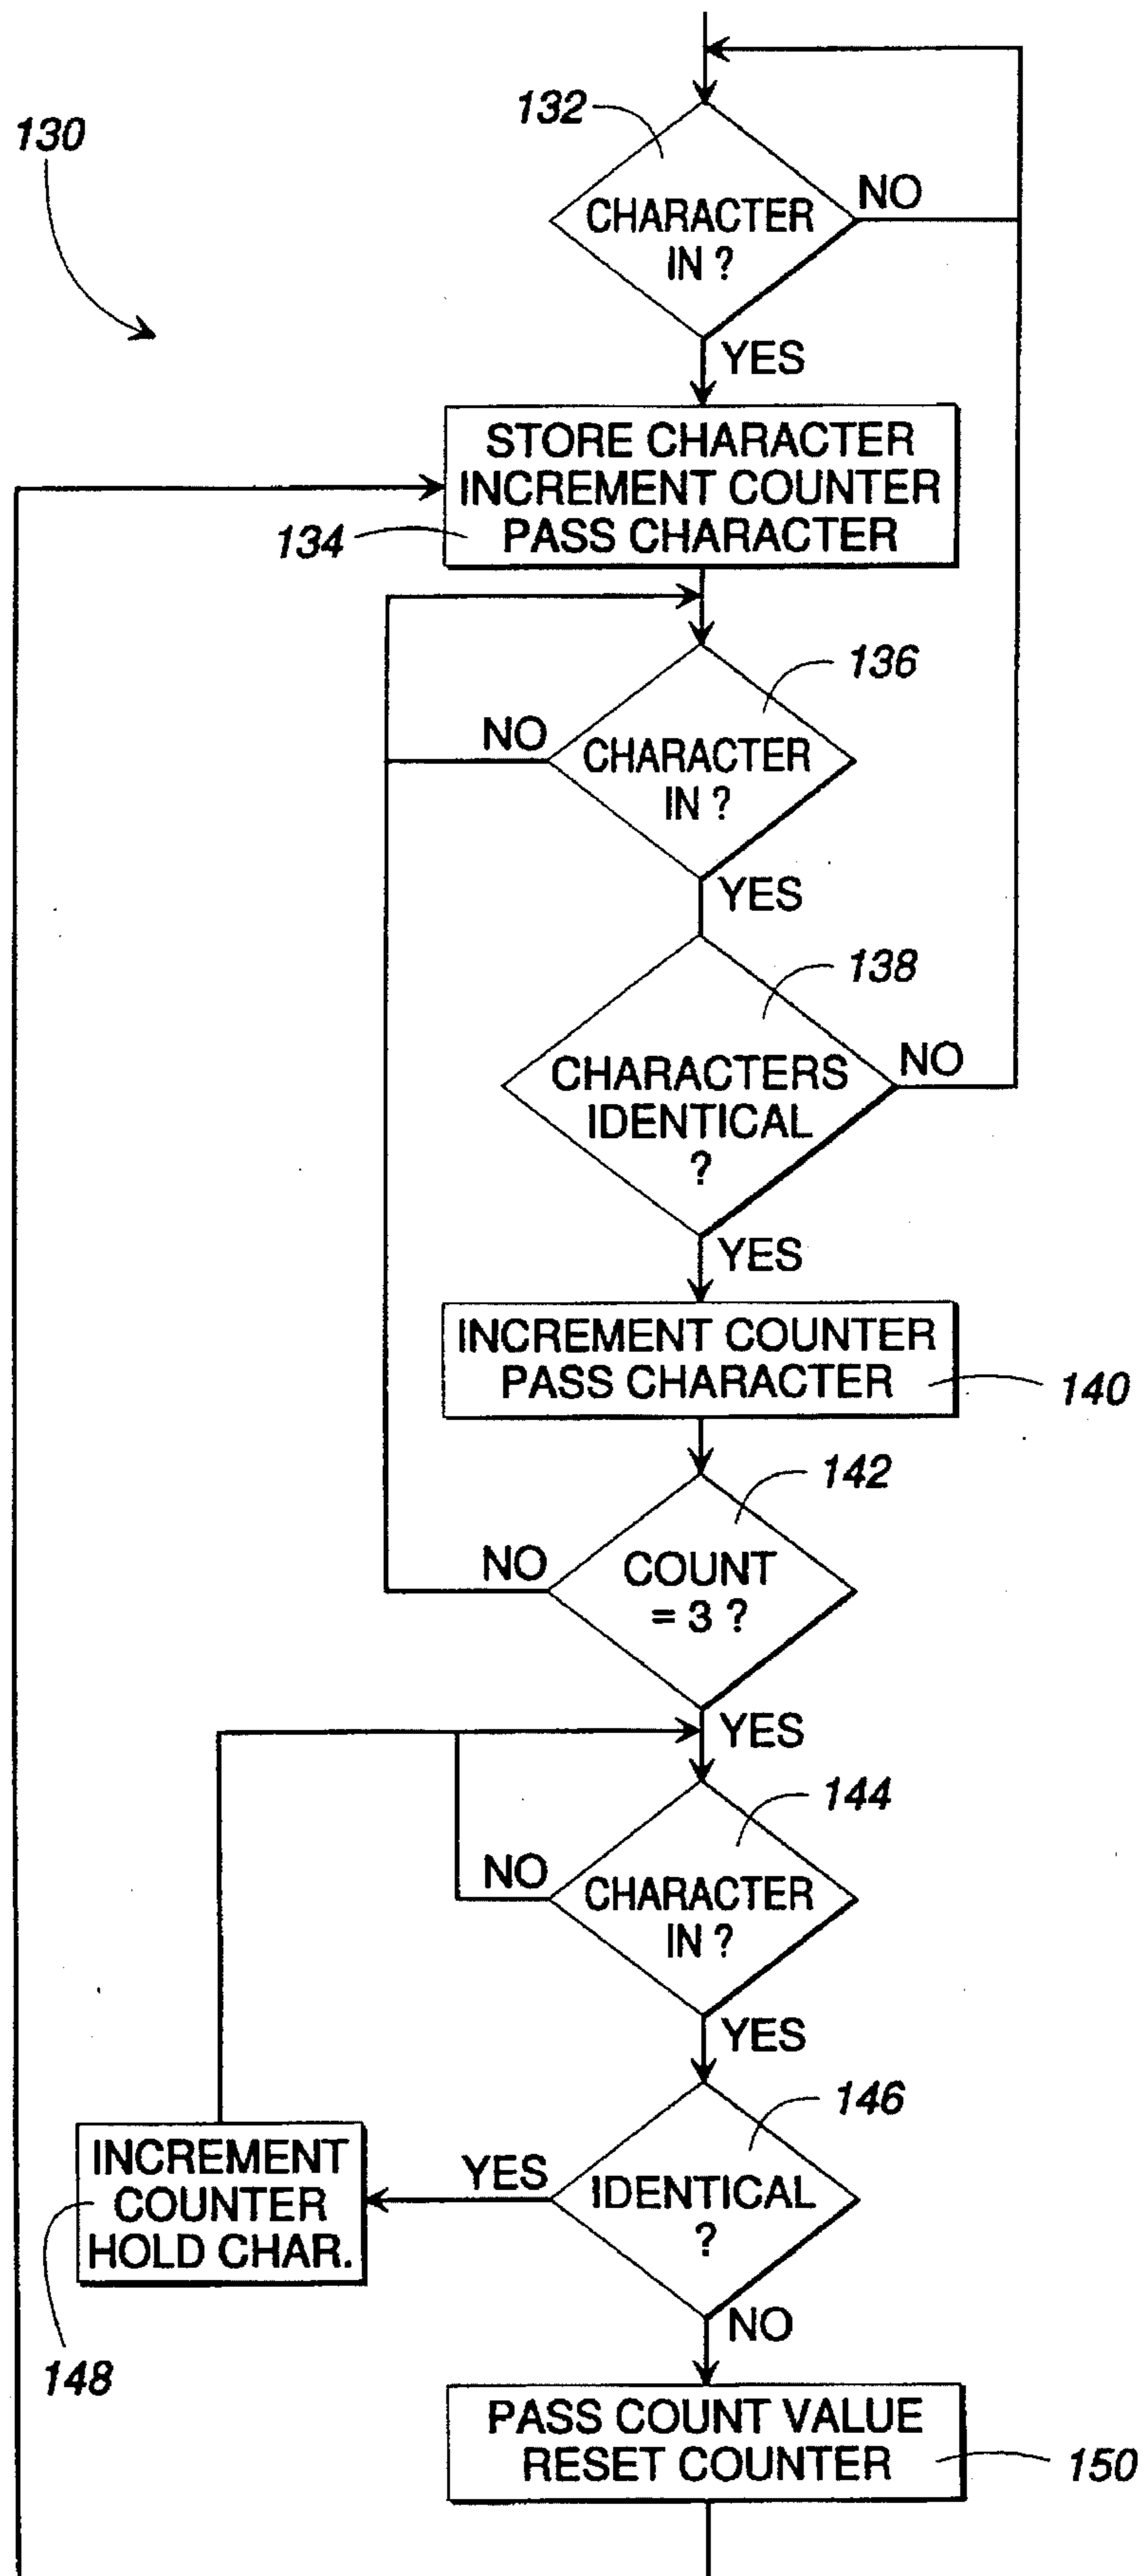 130
132
CHARACTER
IN ?
NO
YES
STORE CHARACTER
INCREMENT COUNTER
PASS CHARACTER
134
136
NO
CHARACTER
IN ?
YES
138
CHARACTERS
IDENTICAL
?
NO
YES
INCREMENT COUNTER
PASS CHARACTER
140
142
NO
COUNT
= 3 ?
YES
144
NO
CHARACTER
IN ?
YES
146
YES
IDENTICAL
?
INCREMENT
COUNTER
HOLD CHAR.
148
NO
PASS COUNT VALUE
RESET COUNTER
150